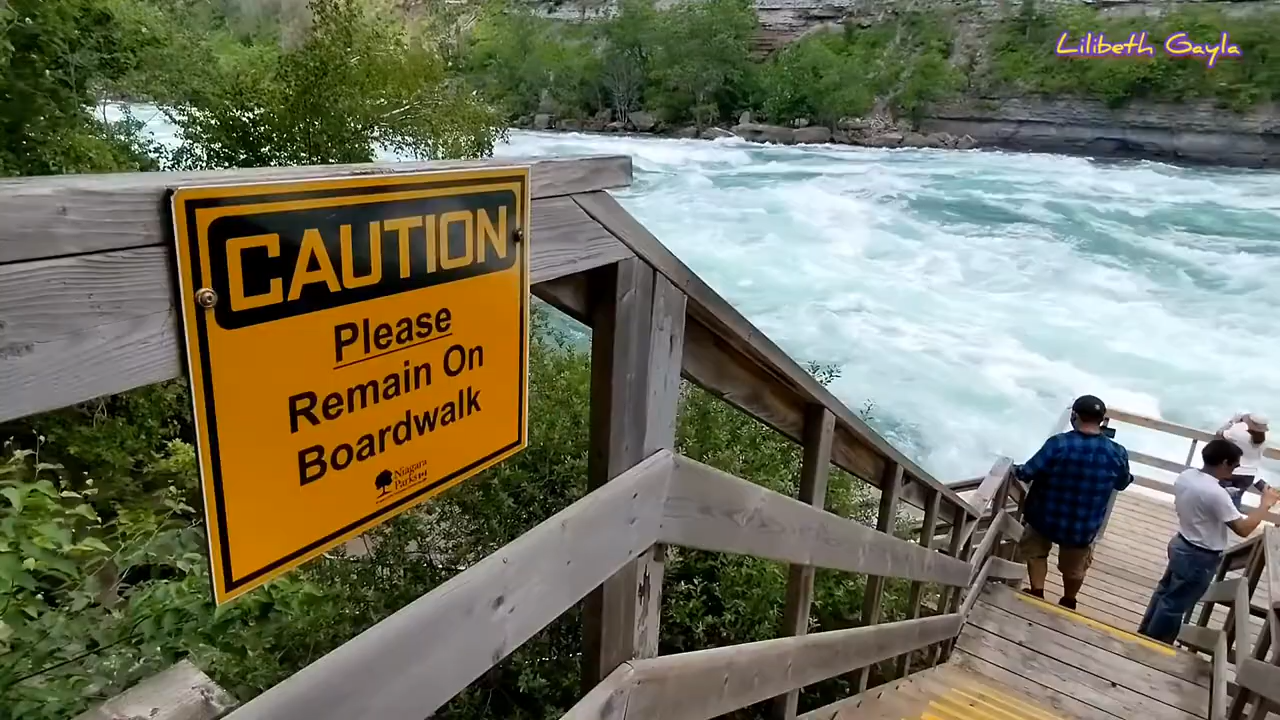 Lilibeth Gayla
CAUTION
Please
Remain On
Boardwalk
Niagara
Parks